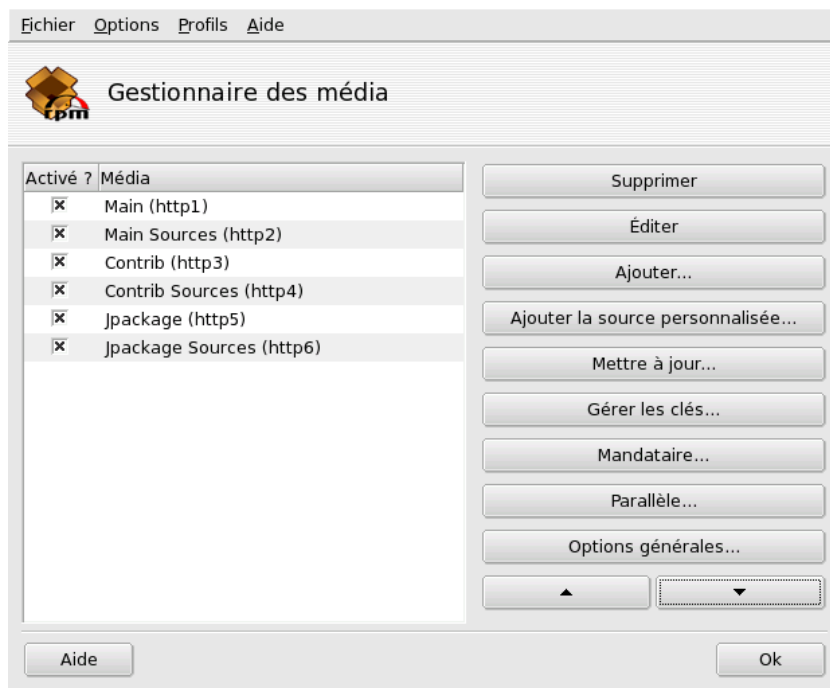 Fichier Options Profils Aide
rpm
Gestionnaire des média
Activé ? Média
Main (http1)
Main Sources (http2)
Contrib (http3)
Contrib Sources (http4)
Jpackage (http5)
Jpackage Sources (http6)
Supprimer
Éditer
Ajouter...
Ajouter la source personnalisée...
Mettre à jour...
Gérer les clés...
Mandataire...
Parallèle...
Options générales...
Aide
Ok